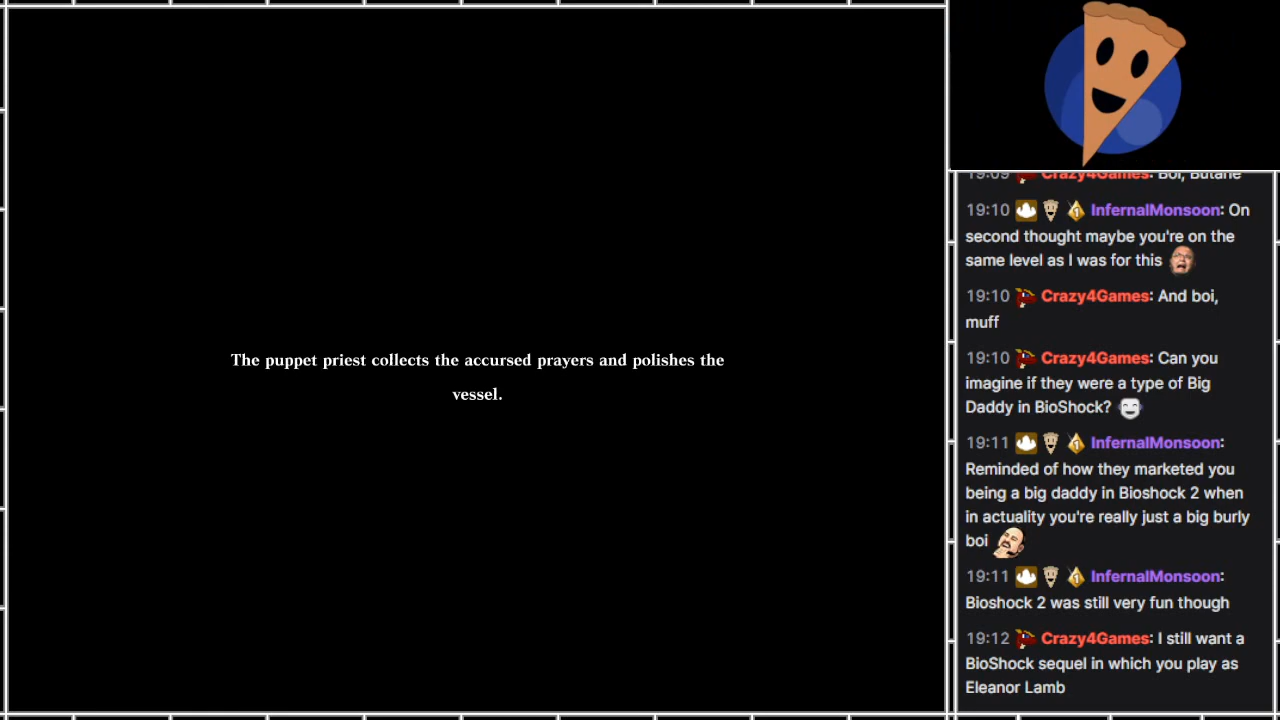 The puppet priest collects the accursed prayers and polishes the
vessel.
19:09 Crazy4Games: Boi, Butane
19:10 InfernalMonsoon: On
second thought maybe you're on the
same level as I was for this
19:10 Crazy4Games: And boi,
muff
19:10 Crazy4Games: Can you
imagine if they were a type of Big
Daddy in BioShock?
19:11 InfernalMonsoon:
Reminded of how they marketed you
being a big daddy in Bioshock 2 when
in actuality you're really just a big burly
boi
19:11 InfernalMonsoon:
Bioshock 2 was still very fun though
19:12 Crazy4Games: I still want a
BioShock sequel in which you play as
Eleanor Lamb